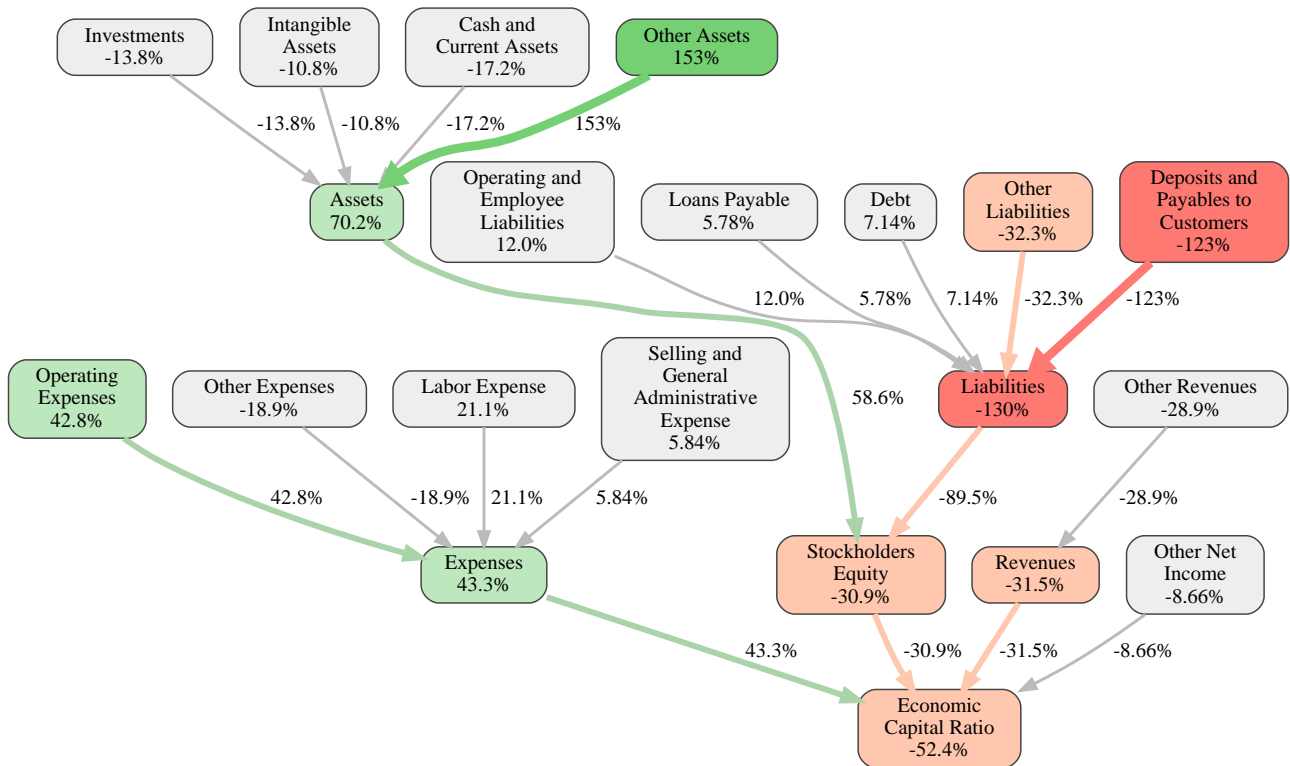 Investments
-13.8%
Intangible
Assets
-10.8%
Cash and
Current Assets
-17.2%
Other Assets
153%
-13.8%
-10.8%
-17.2%
153%
Assets
70.2%
Operating and
Employee
Liabilities
12.0%
Loans Payable
5.78%
Debt
7.14%
Other
Liabilities
-32.3%
Deposits and
Payables to
Customers
-123%
12.0%
5.78%
7.14%
-32.3%
-123%
Operating
Expenses
42.8%
Other Expenses
-18.9%
Labor Expense
21.1%
Selling and
General
Administrative
Expense
5.84%
58.6%
Liabilities
-130%
Other Revenues
-28.9%
42.8%
-18.9%
21.1%
5.84%
-89.5%
-28.9%
Expenses
43.3%
Stockholders
Equity
-30.9%
Revenues
-31.5%
Other Net
Income
-8.66%
43.3%
-30.9%
-31.5%
-8.66%
Economic
Capital Ratio
-52.4%